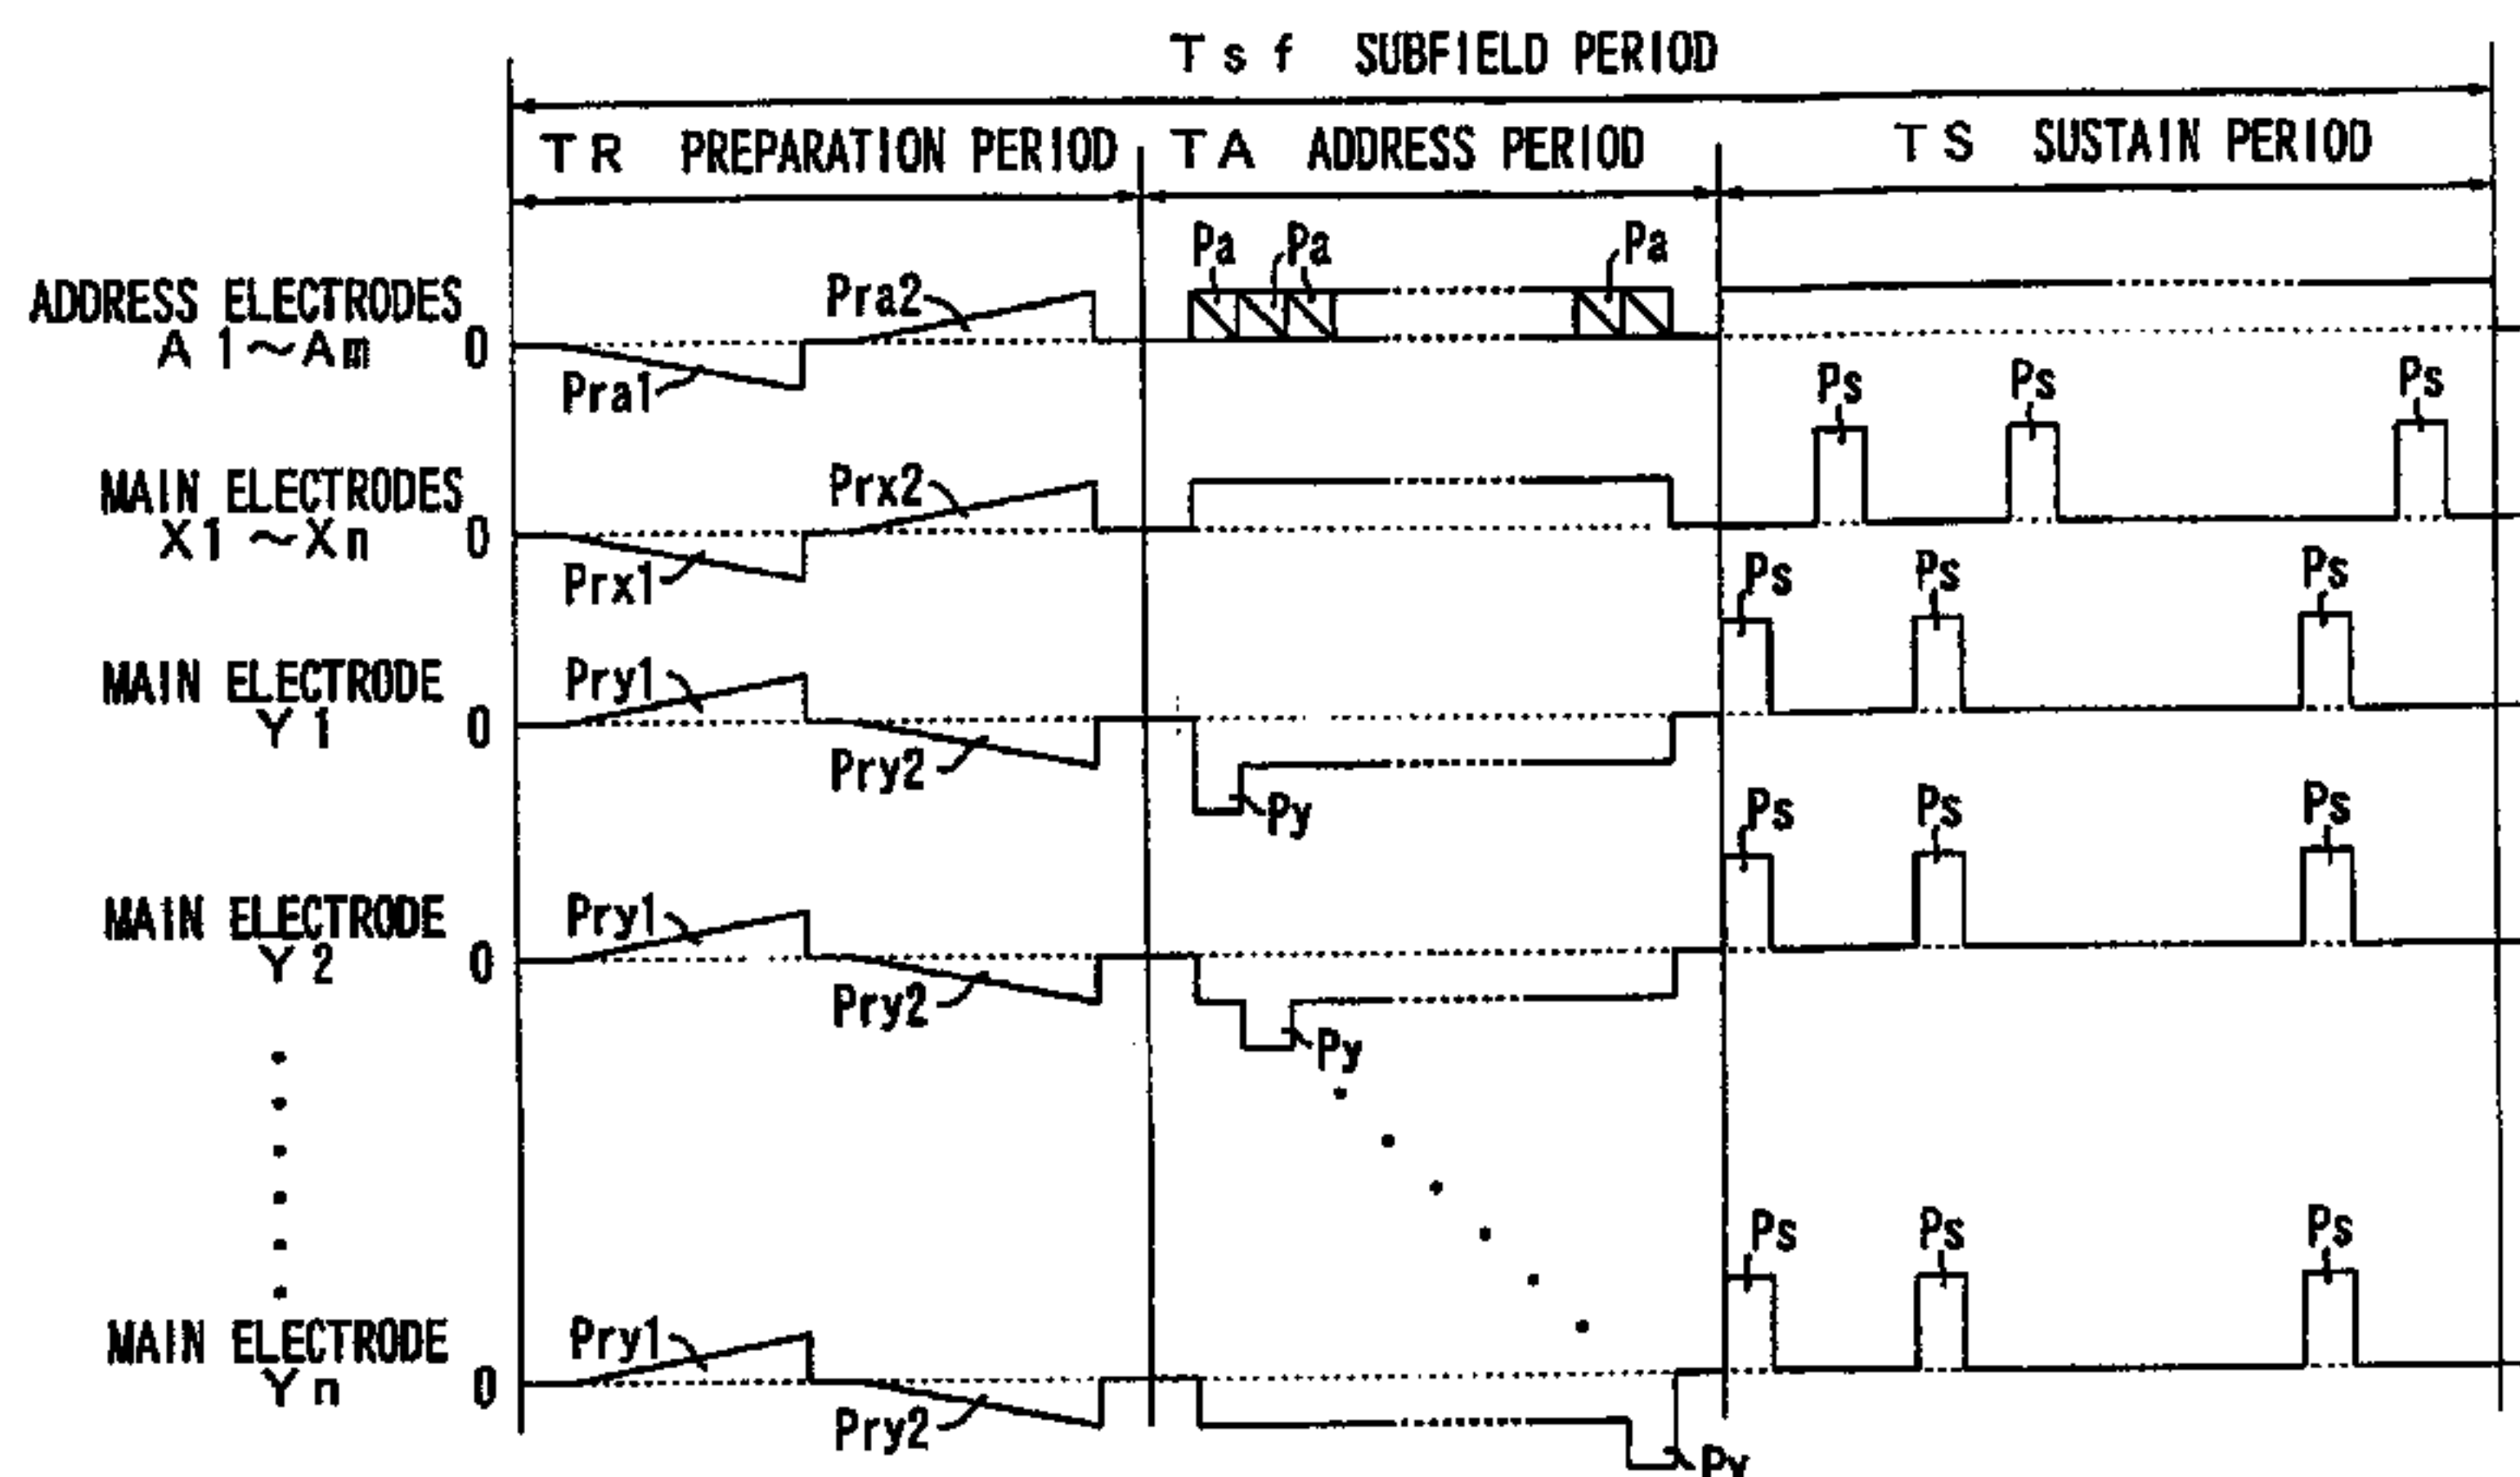 Tsf SUBFIELD PERIOD
TR PREPARATION PERIOD TA ADDRESS PERIOD TS SUSTAIN PERIOD
Pa Pa Pa
ADDRESS ELECTRODES
A1~Am 0
Pra2
Pra1
Ps Ps Ps
MAIN ELECTRODES
X1~Xn 0
Prx2
Prx1
Ps Ps Ps
MAIN ELECTRODE
Y1 0
Pry1
Pry2
Py
Ps Ps Ps
MAIN ELECTRODE
Y2 0
Pry1
Pry2
Py
Ps Ps Ps
MAIN ELECTRODE
Yn 0
Pry1
Pry2
Py